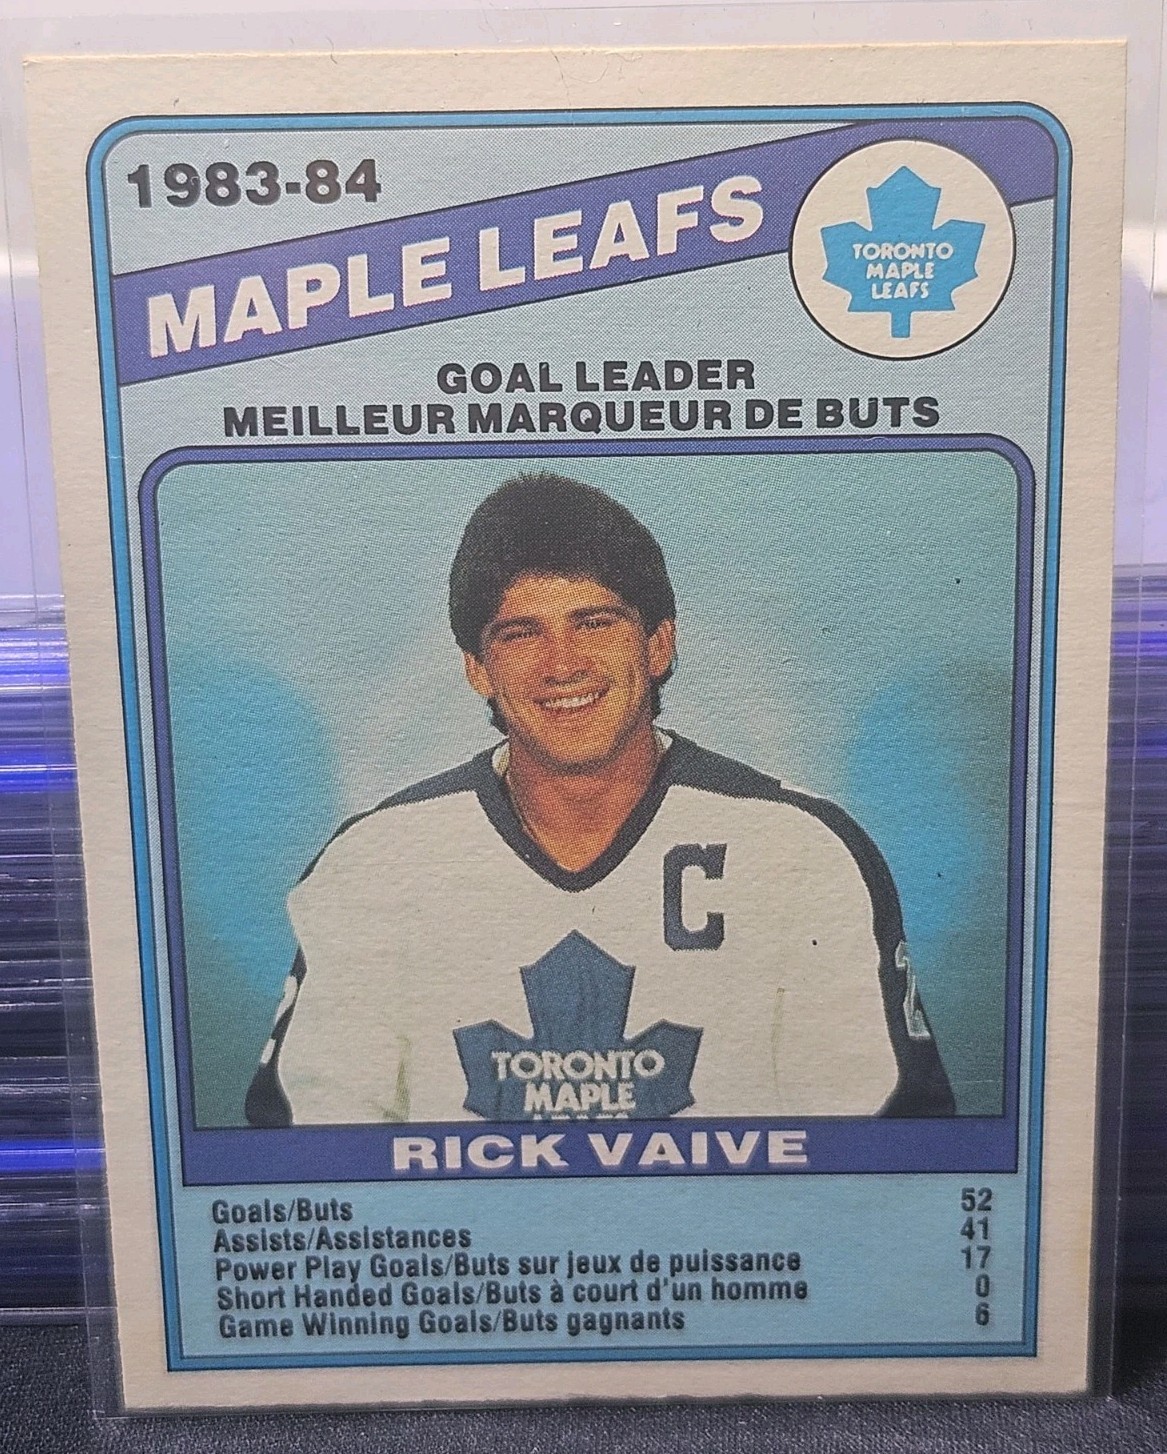 1983-84
MAPLE LEAFS
TORONTO
MAPLE
LEAFS
GOAL LEADER
MEILLEUR MARQUEUR DE BUTS
C
TORONTO
MAPLE
RICK VAIVE
Goals/Buts 52
Assists/Assistances 41
Power Play Goals/Buts sur jeux de puissance 17
Short Handed Goals/Buts à court d'un homme 0
Game Winning Goals/Buts gagnants 6